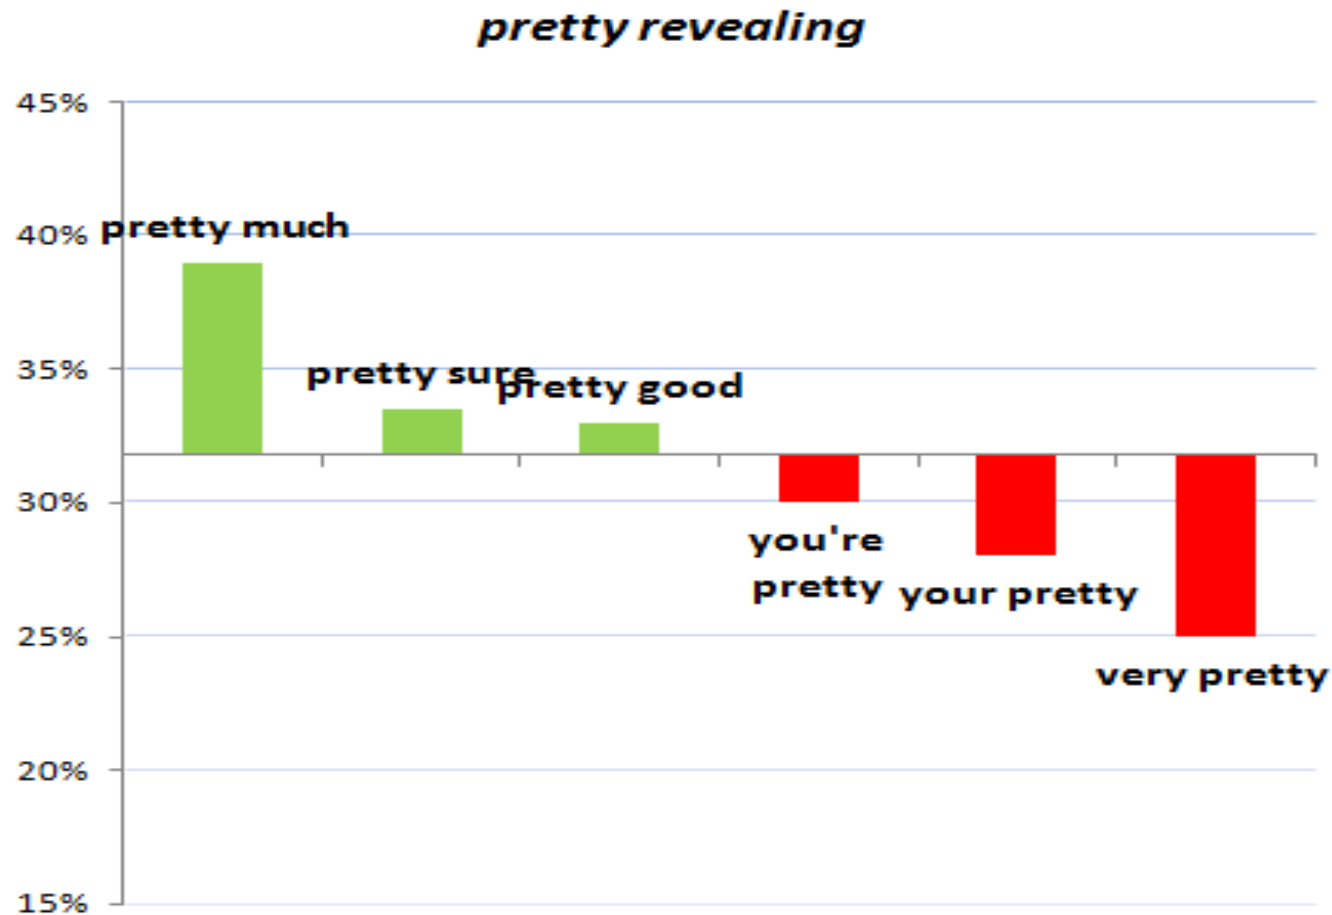 pretty revealing
45%
40%
pretty much
35%
pretty sure
pretty good
30%
you're
pretty
your pretty
25%
very pretty
20%
15%